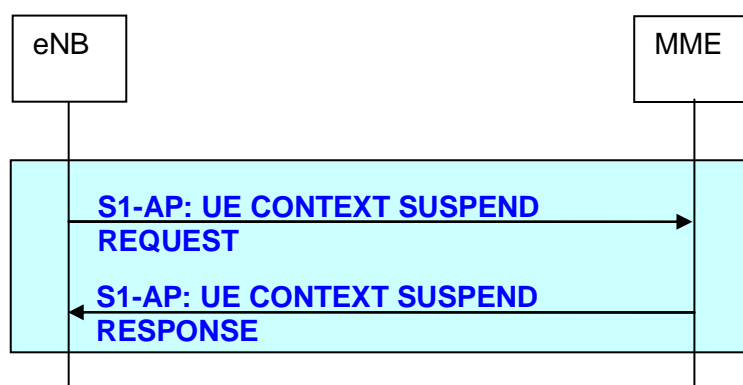 eNB
MME
S1-AP: UE CONTEXT SUSPEND
REQUEST
S1-AP: UE CONTEXT SUSPEND
RESPONSE